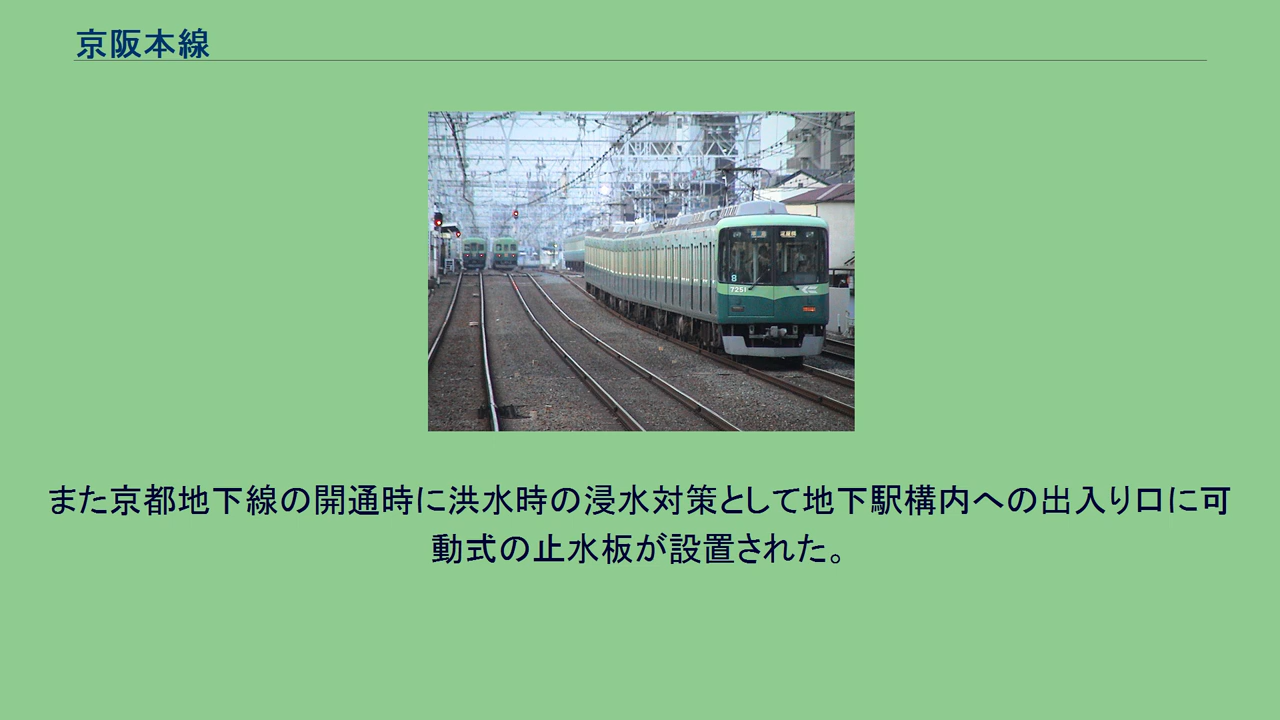 京阪本線
8
7251
また京都地下線の開通時に洪水時の浸水対策として地下駅構内への出入り口に可
動式の止水板が設置された。